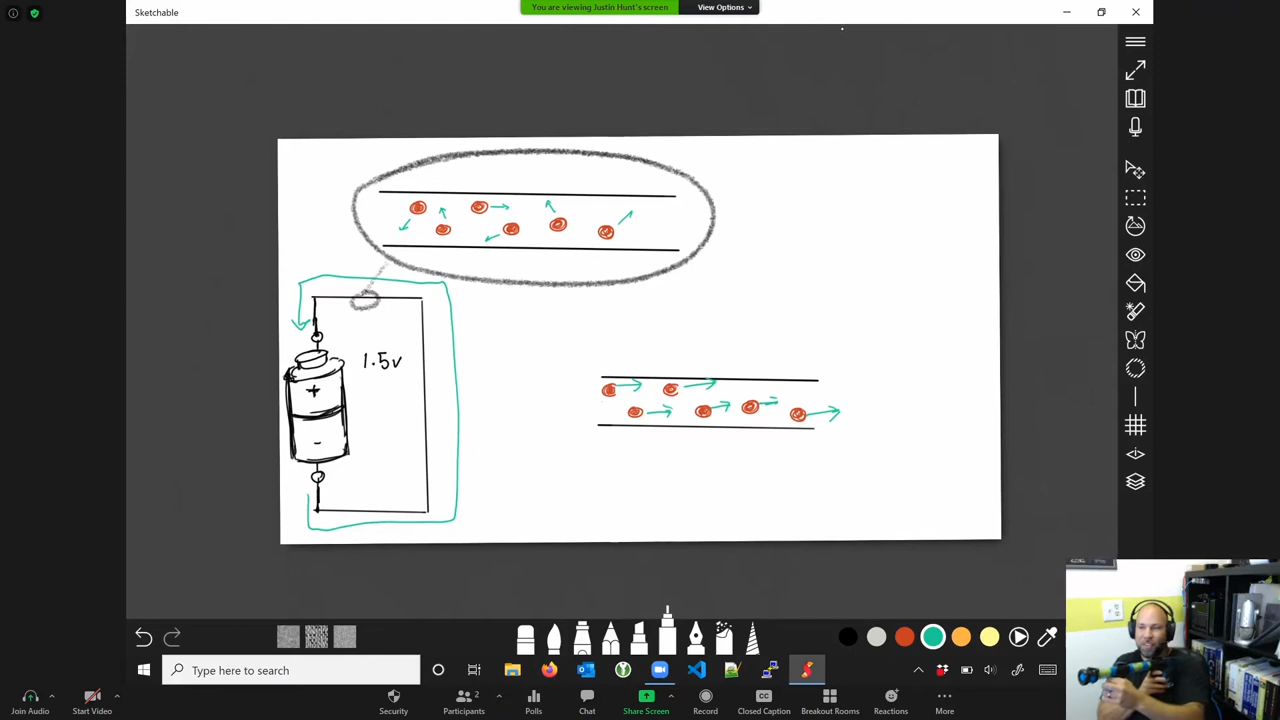 Sketchable
You are viewing Justin Hunt's screen
View Options
1.5v
+
-
Type here to search
Join Audio
Start Video
Security
Participants
2
Polls
Chat
Share Screen
Record
Closed Caption
Breakout Rooms
Reactions
More